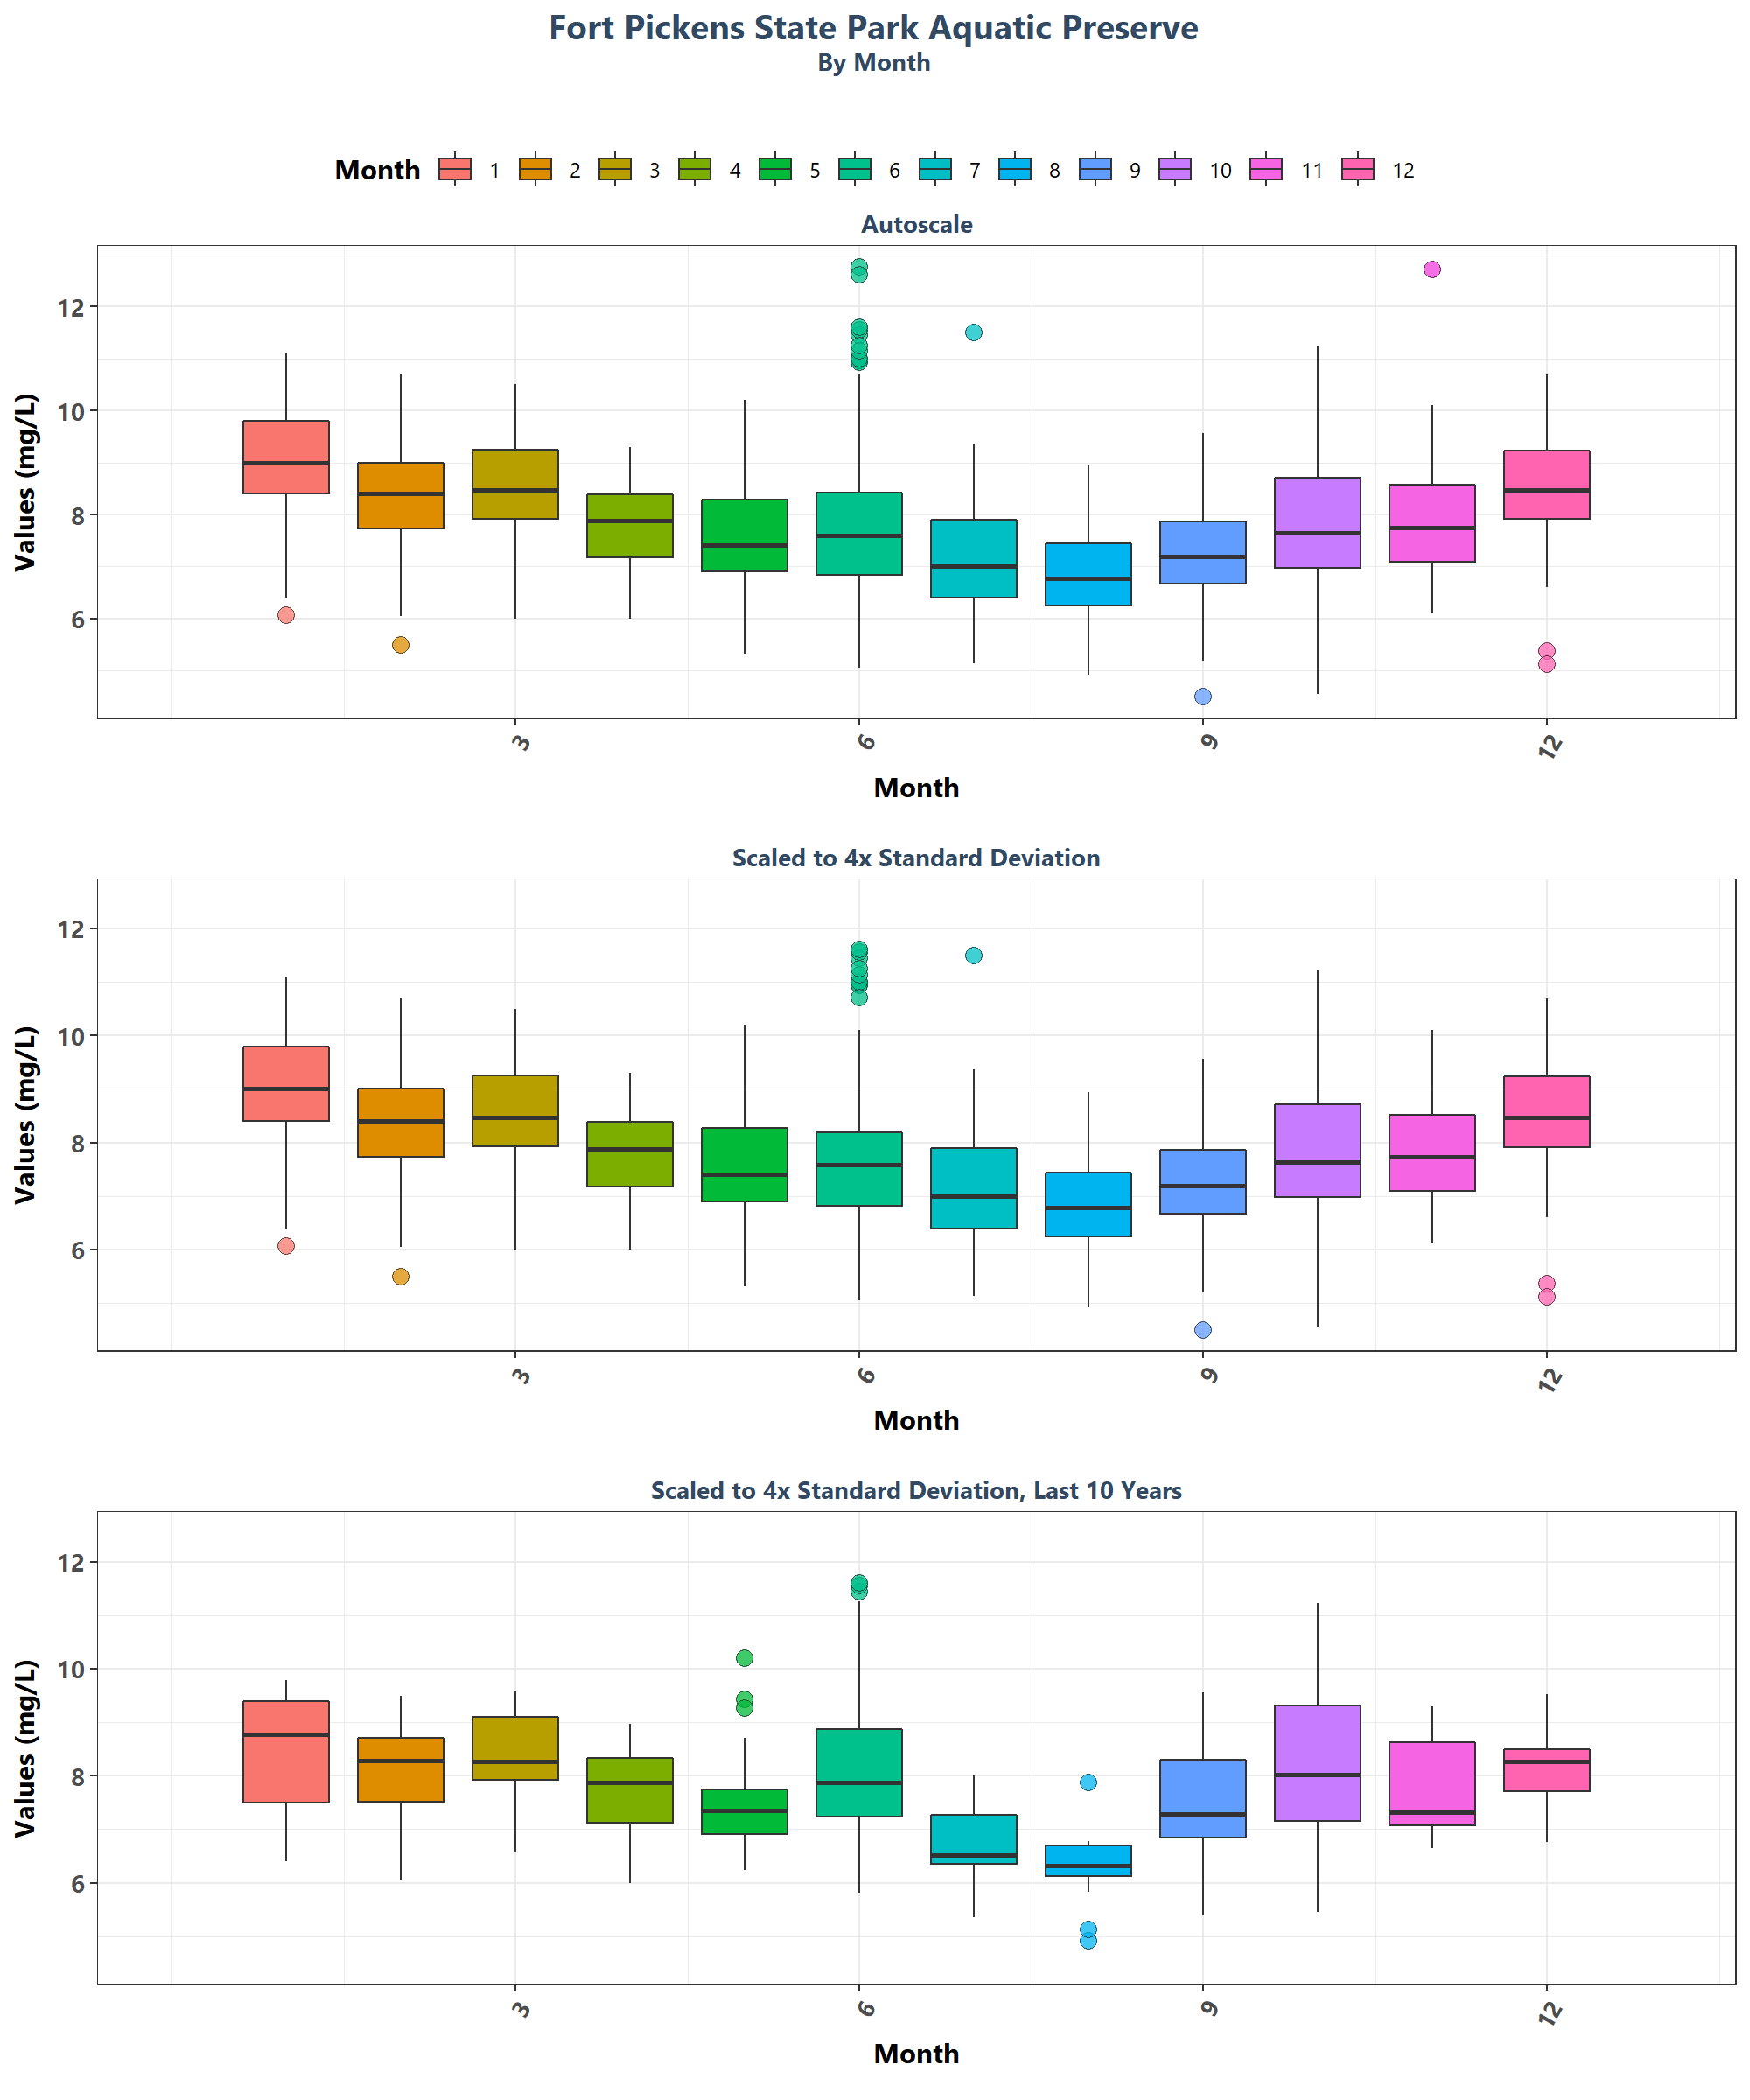 Fort Pickens State Park Aquatic Preserve
By Month
Month 1 2 3 4 5 6 7 8 9 10 11 12
Autoscale
Values (mg/L)
12
10
8
6
3 6 9 12
Month
Scaled to 4x Standard Deviation
Values (mg/L)
12
10
8
6
3 6 9 12
Month
Scaled to 4x Standard Deviation, Last 10 Years
Values (mg/L)
12
10
8
6
3 6 9 12
Month